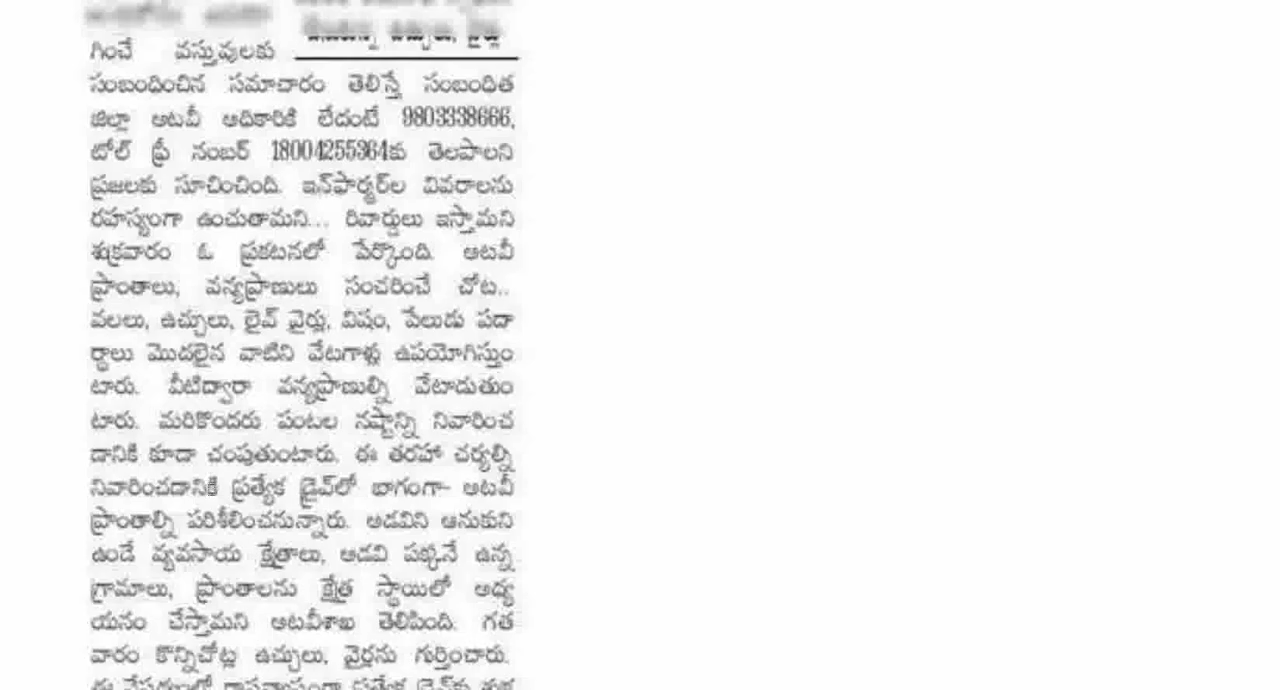 గించే వస్తువులకు
సంబంధించిన సమాచారం తెలిస్తే సంబంధిత
జిల్లా అటవీ అధికారికి లేదంటే 9803338666,
టోల్ ఫ్రీ నంబర్ 18004255364కు తెలపాలని
ప్రజలకు సూచించింది. ఇన్‌ఫార్మర్‌ల వివరాలను
రహస్యంగా ఉంచుతామని... రివార్డులు ఇస్తామని
శుక్రవారం ఓ ప్రకటనలో పేర్కొంది. అటవీ
ప్రాంతాలు, వన్యప్రాణులు సంచరించే చోట..
వలలు, ఉచ్చులు, లైవ్ వైర్లు, విషం, పేలుడు పదా
ర్థాలు మొదలైన వాటిని వేటగాళ్లు ఉపయోగిస్తుం
టారు. వీటిద్వారా వన్యప్రాణుల్ని వేటాడుతుం
టారు. మరికొందరు పంటల నష్టాన్ని నివారించ
డానికి కూడా చంపుతుంటారు. ఈ తరహా చర్యల్ని
నివారించడానికి ప్రత్యేక డ్రైవ్‌లో భాగంగా- అటవీ
ప్రాంతాల్ని పరిశీలించనున్నారు. అడవిని ఆనుకుని
ఉండే వ్యవసాయ క్షేత్రాలు, అడవి పక్కనే ఉన్న
గ్రామాలు, ప్రాంతాలను క్షేత్ర స్థాయిలో అధ్య
యనం చేస్తామని అటవీశాఖ తెలిపింది. గత
వారం కొన్నిచోట్ల ఉచ్చులు, వైర్లను గుర్తించారు.